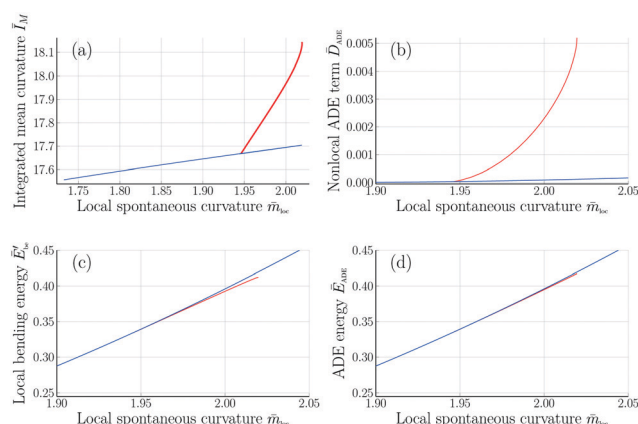 Integrated mean curvature Ī_M
(a)
18.1
18.0
17.9
17.8
17.7
17.6
1.75 1.80 1.85 1.90 1.95 2.00
Local spontaneous curvature m̄_loc
Nonlocal ADE term D̄_ADE
(b)
0.005
0.004
0.003
0.002
0.001
0.000
1.90 1.95 2.00 2.05
Local spontaneous curvature m̄_loc
Local bending energy Ē′_be
(c)
0.45
0.40
0.35
0.30
0.25
1.90 1.95 2.00 2.05
Local spontaneous curvature m̄_loc
ADE energy Ē_ADE
(d)
0.45
0.40
0.35
0.30
0.25
1.90 1.95 2.00 2.05
Local spontaneous curvature m̄_loc